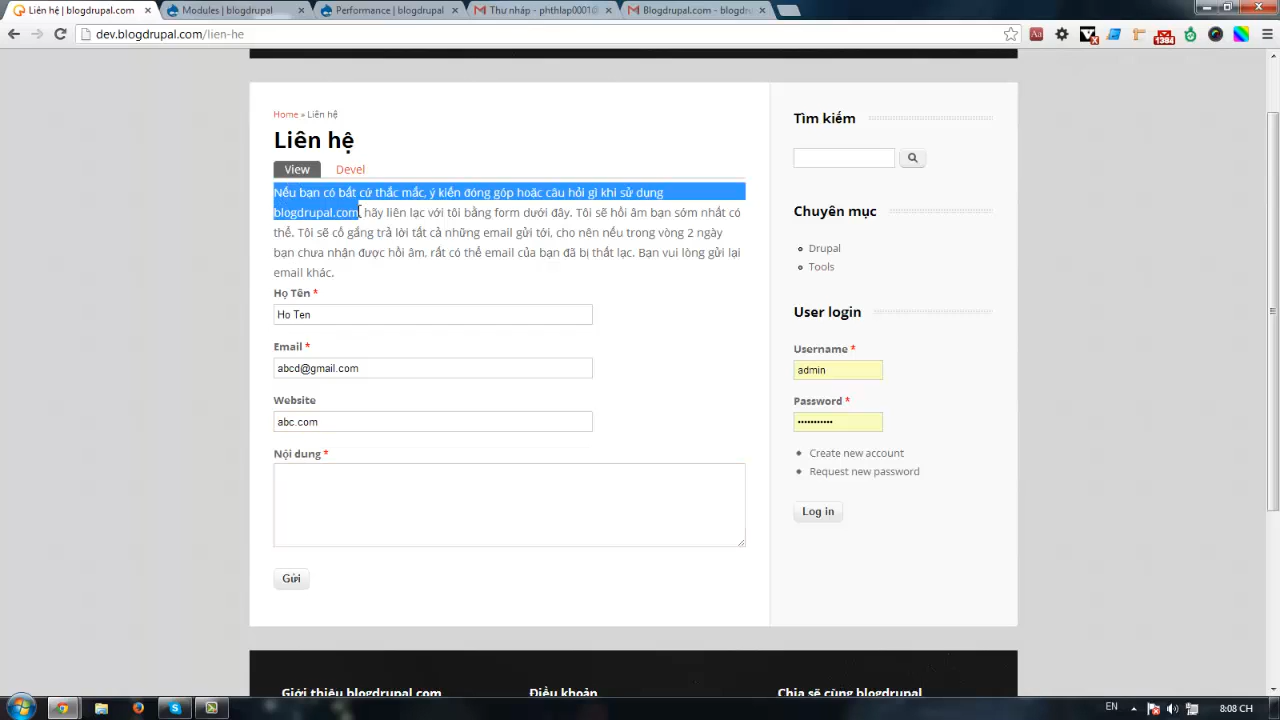 Liên hệ | blogdrupal.com
Modules | blogdrupal
Performance | blogdrupal
Thư nháp - phthlap0001@
Blogdrupal.com - blogdru
dev.blogdrupal.com/lien-he
1384
Home » Liên hệ
Liên hệ
View
Devel
Nếu bạn có bất cứ thắc mắc, ý kiến đóng góp hoặc câu hỏi gì khi sử dụng
blogdrupal.com hãy liên lạc với tôi bằng form dưới đây. Tôi sẽ hồi âm bạn sớm nhất có
thể. Tôi sẽ cố gắng trả lời tất cả những email gửi tới, cho nên nếu trong vòng 2 ngày
bạn chưa nhận được hồi âm, rất có thể email của bạn đã bị thất lạc. Bạn vui lòng gửi lại
email khác.
Họ Tên *
Ho Ten
Email *
abcd@gmail.com
Website
abc.com
Nội dung *
Gửi
Tìm kiếm
Chuyên mục
Drupal
Tools
User login
Username *
admin
Password *
•••••••••••
Create new account
Request new password
Log in
Giới thiệu blogdrupal.com
Điều khoản
Chia sẽ cùng blogdrupal
EN
8:08 CH